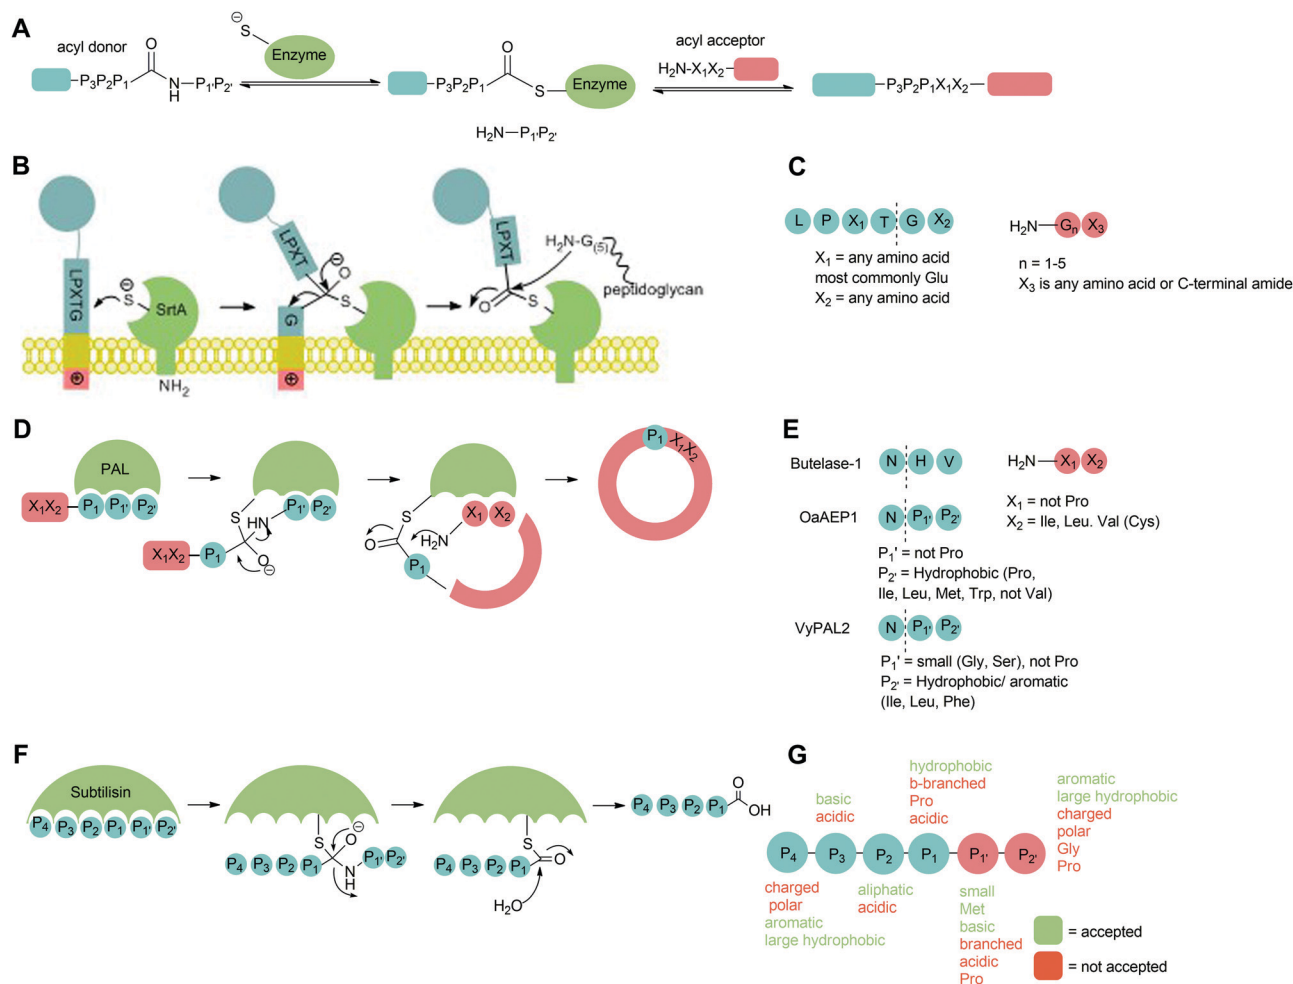 A
acyl donor
O
P3P2P1
N
H
P1'P2'
⊖
S
Enzyme
O
P3P2P1
S
Enzyme
H2N-P1'P2'
acyl acceptor
H2N-X1X2
P3P2P1X1X2
B
LPXTG
⊖
S
SrtA
⊕
NH2
LPXT
⊖
O
S
G
⊕
LPXT
O
S
H2N-G(5)
peptidoglycan
C
L P X1 T G X2
X1 = any amino acid
most commonly Glu
X2 = any amino acid
H2N Gn X3
n = 1-5
X3 is any amino acid or C-terminal amide
D
PAL
X1X2 P1 P1' P2'
S
HN P1' P2'
X1X2 P1
O
⊖
S
O
H2N
X1 X2
P1
P1 X1X2
E
Butelase-1
N H V
H2N X1 X2
X1 = not Pro
X2 = Ile, Leu. Val (Cys)
OaAEP1
N P1' P2'
P1' = not Pro
P2' = Hydrophobic (Pro,
Ile, Leu, Met, Trp, not Val)
VyPAL2
N P1' P2'
P1' = small (Gly, Ser), not Pro
P2' = Hydrophobic/ aromatic
(Ile, Leu, Phe)
F
Subtilisin
P4 P3 P2 P1 P1' P2'
S
O
⊖
P4 P3 P2 P1
N
H
P1' P2'
S
O
P4 P3 P2 P1
H2O
P4 P3 P2 P1
O
OH
G
hydrophobic
b-branched
Pro
acidic
basic
acidic
aromatic
large hydrophobic
charged
polar
Gly
Pro
P4 P3 P2 P1 P1' P2'
charged
polar
aromatic
large hydrophobic
aliphatic
acidic
small
Met
basic
branched
acidic
Pro
= accepted
= not accepted